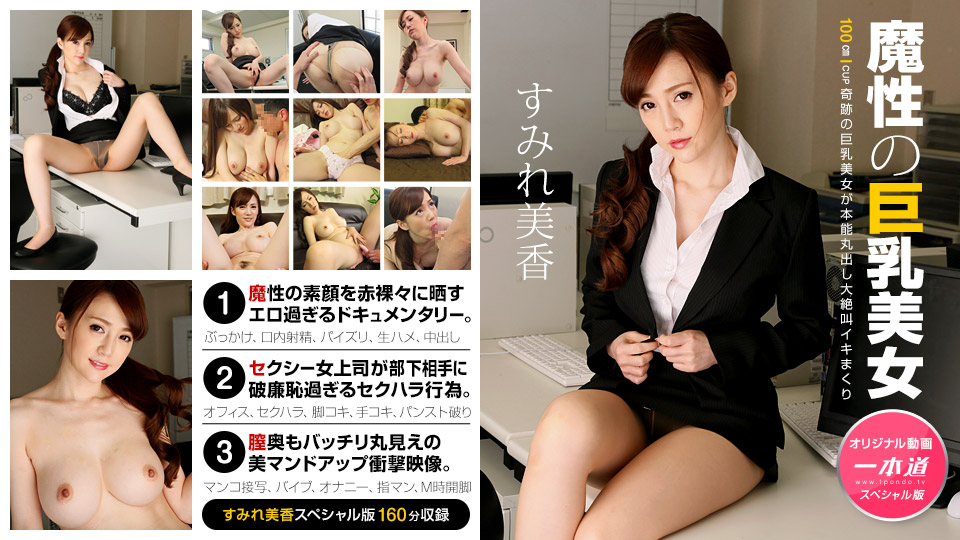 魔性の巨乳美女
100cm I CUP 奇跡の巨乳美女が本能丸出し大絶叫イキまくり
すみれ美香
1 魔性の素顔を赤裸々に晒す
エロ過ぎるドキュメンタリー。
ぶっかけ、口内射精、パイズリ、生ハメ、中出し
2 セクシー女上司が部下相手に
破廉恥過ぎるセクハラ行為。
オフィス、セクハラ、脚コキ、手コキ、パンスト破り
3 膣奥もバッチリ丸見えの
美マンドアップ衝撃映像。
マンコ接写、バイブ、オナニー、指マン、M時開脚
すみれ美香スペシャル版160分収録
オリジナル動画
一本道
www.1pondo.tv
スペシャル版